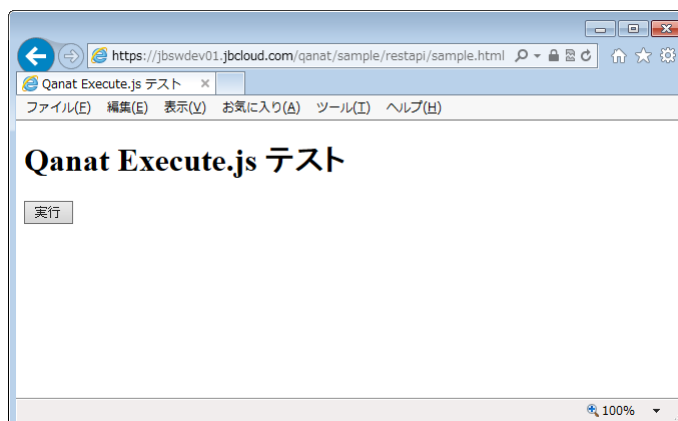 https://jbswdev01.jbcloud.com/qanat/sample/restapi/sample.html
Qanat Execute.js テスト
ファイル(F) 編集(E) 表示(V) お気に入り(A) ツール(T) ヘルプ(H)
Qanat Execute.js テスト
実行
100%